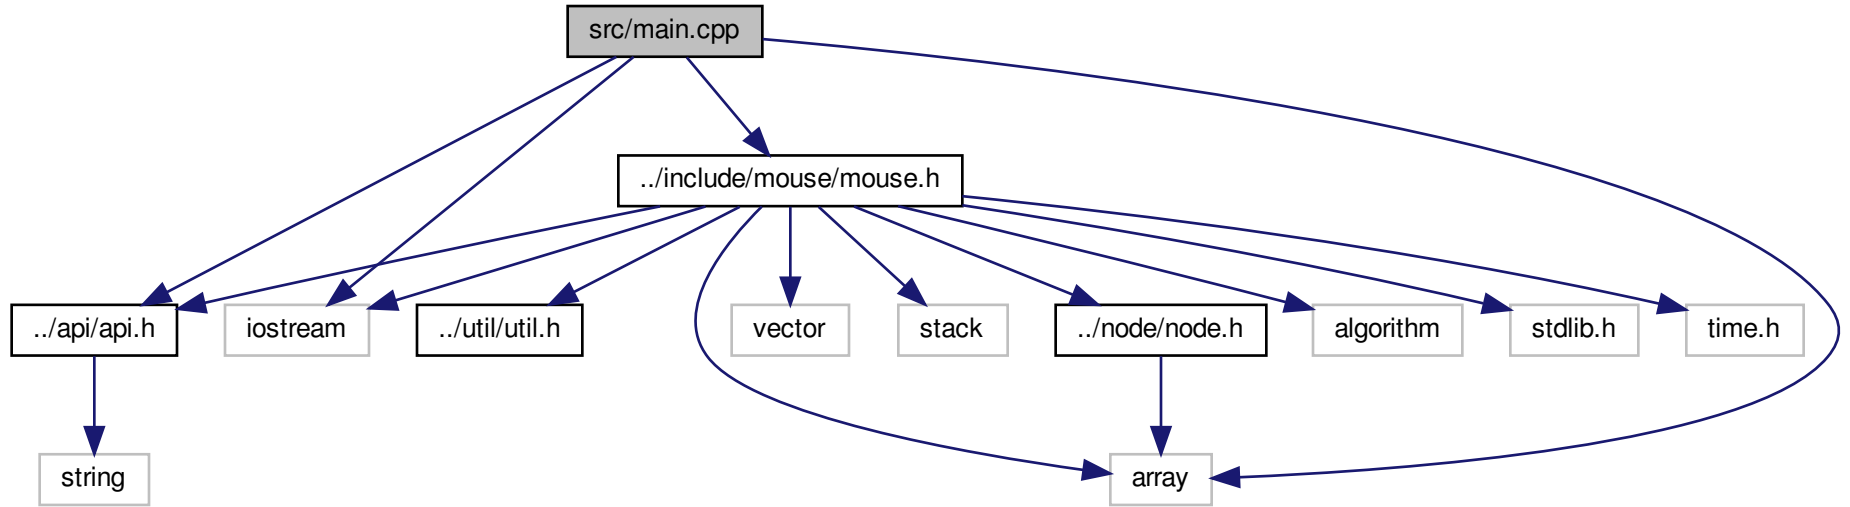 src/main.cpp
../include/mouse/mouse.h
../api/api.h
iostream
../util/util.h
vector
stack
../node/node.h
algorithm
stdlib.h
time.h
string
array